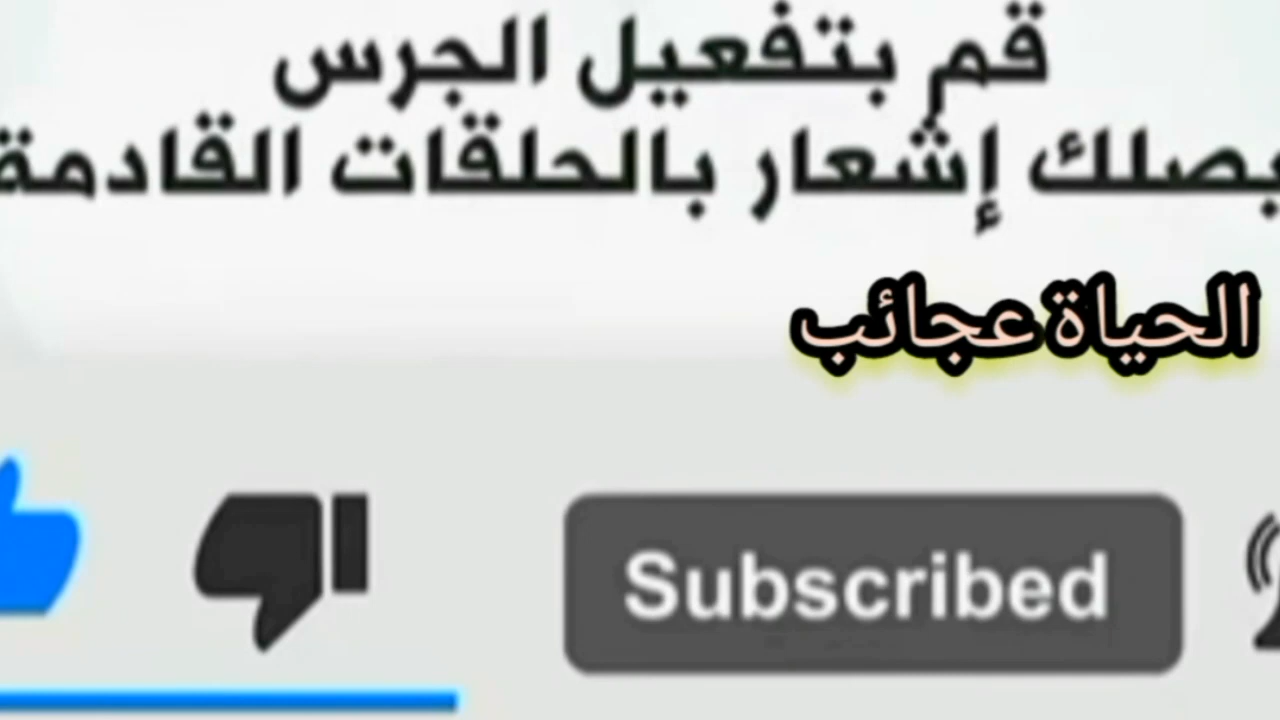 قم بتفعيل الجرس
يصلك إشعار بالحلقات القادمة
الحياة عجائب
Subscribed